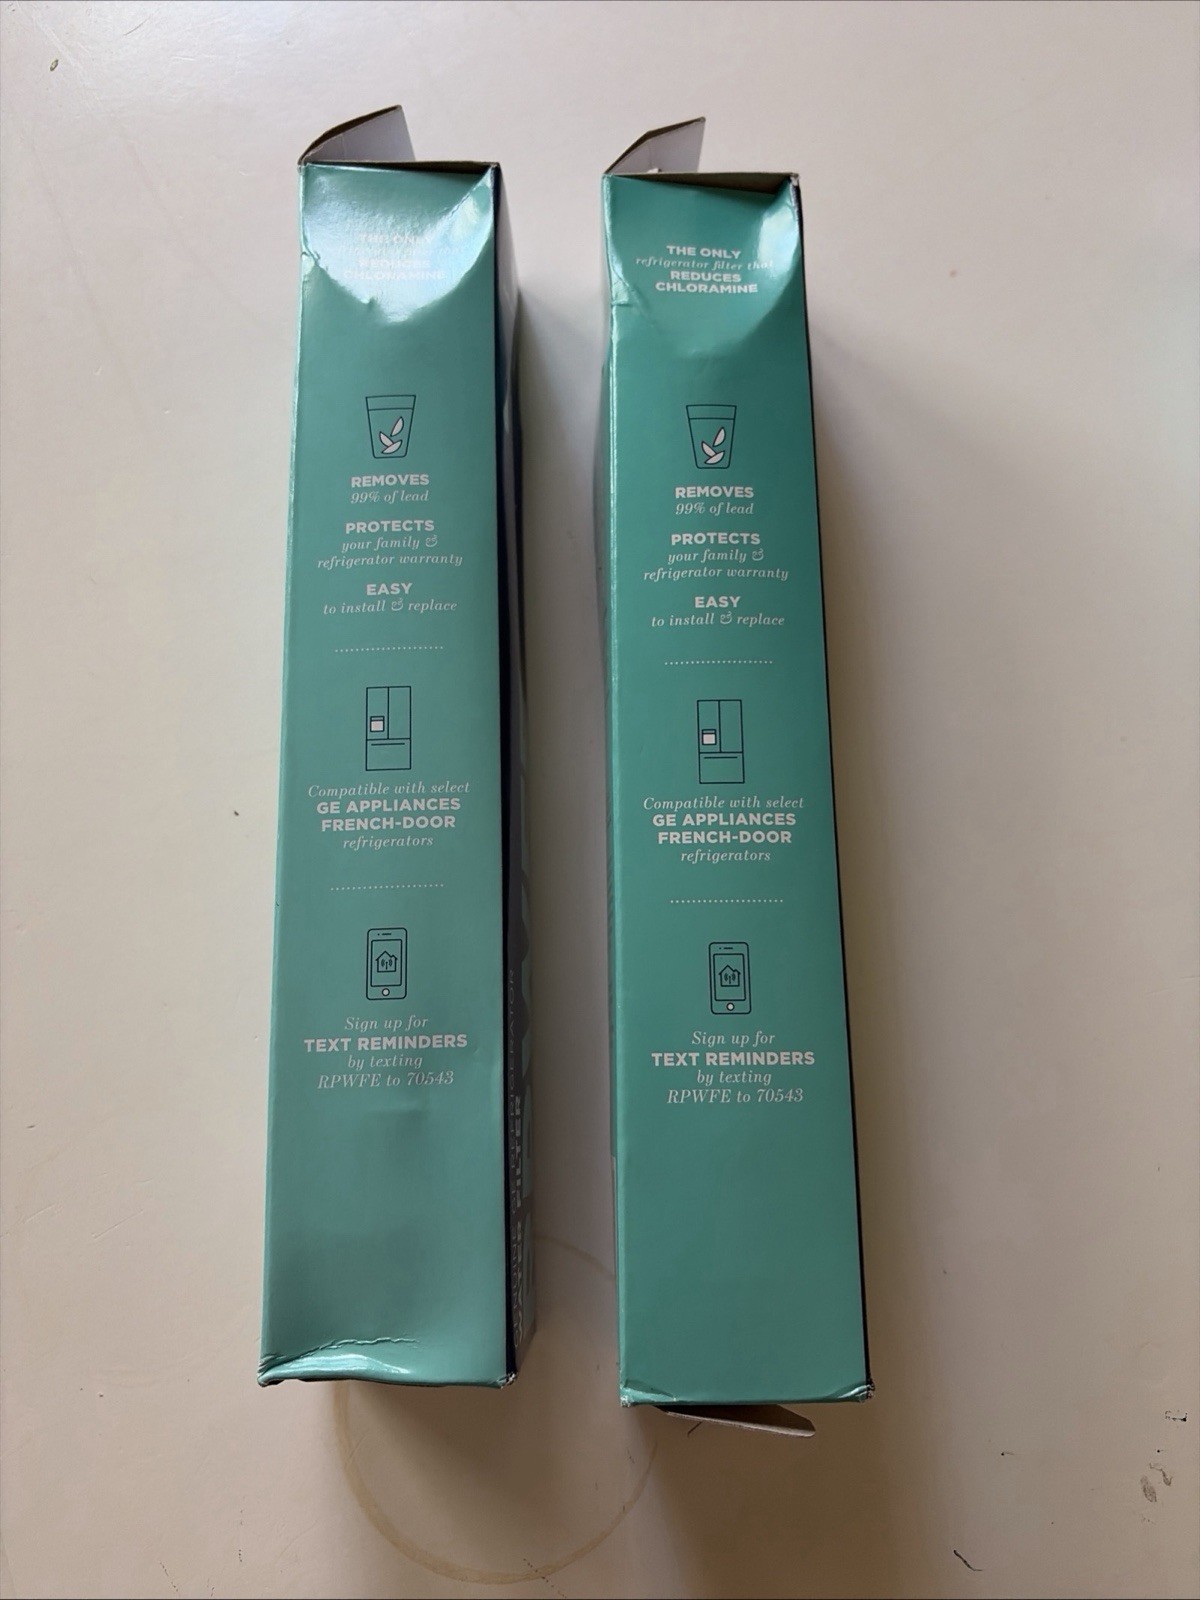 THE ONLY
REDUCES
CHLORAMINE
REMOVES
99% of lead
PROTECTS
your family &
refrigerator warranty
EASY
to install & replace
Compatible with select
GE APPLIANCES
FRENCH-DOOR
refrigerators
Sign up for
TEXT REMINDERS
by texting
RPWFE to 70543
REFRIGERATOR
WATER FILTER
THE ONLY
refrigerator filter that
REDUCES
CHLORAMINE
REMOVES
99% of lead
PROTECTS
your family &
refrigerator warranty
EASY
to install & replace
Compatible with select
GE APPLIANCES
FRENCH-DOOR
refrigerators
Sign up for
TEXT REMINDERS
by texting
RPWFE to 70543